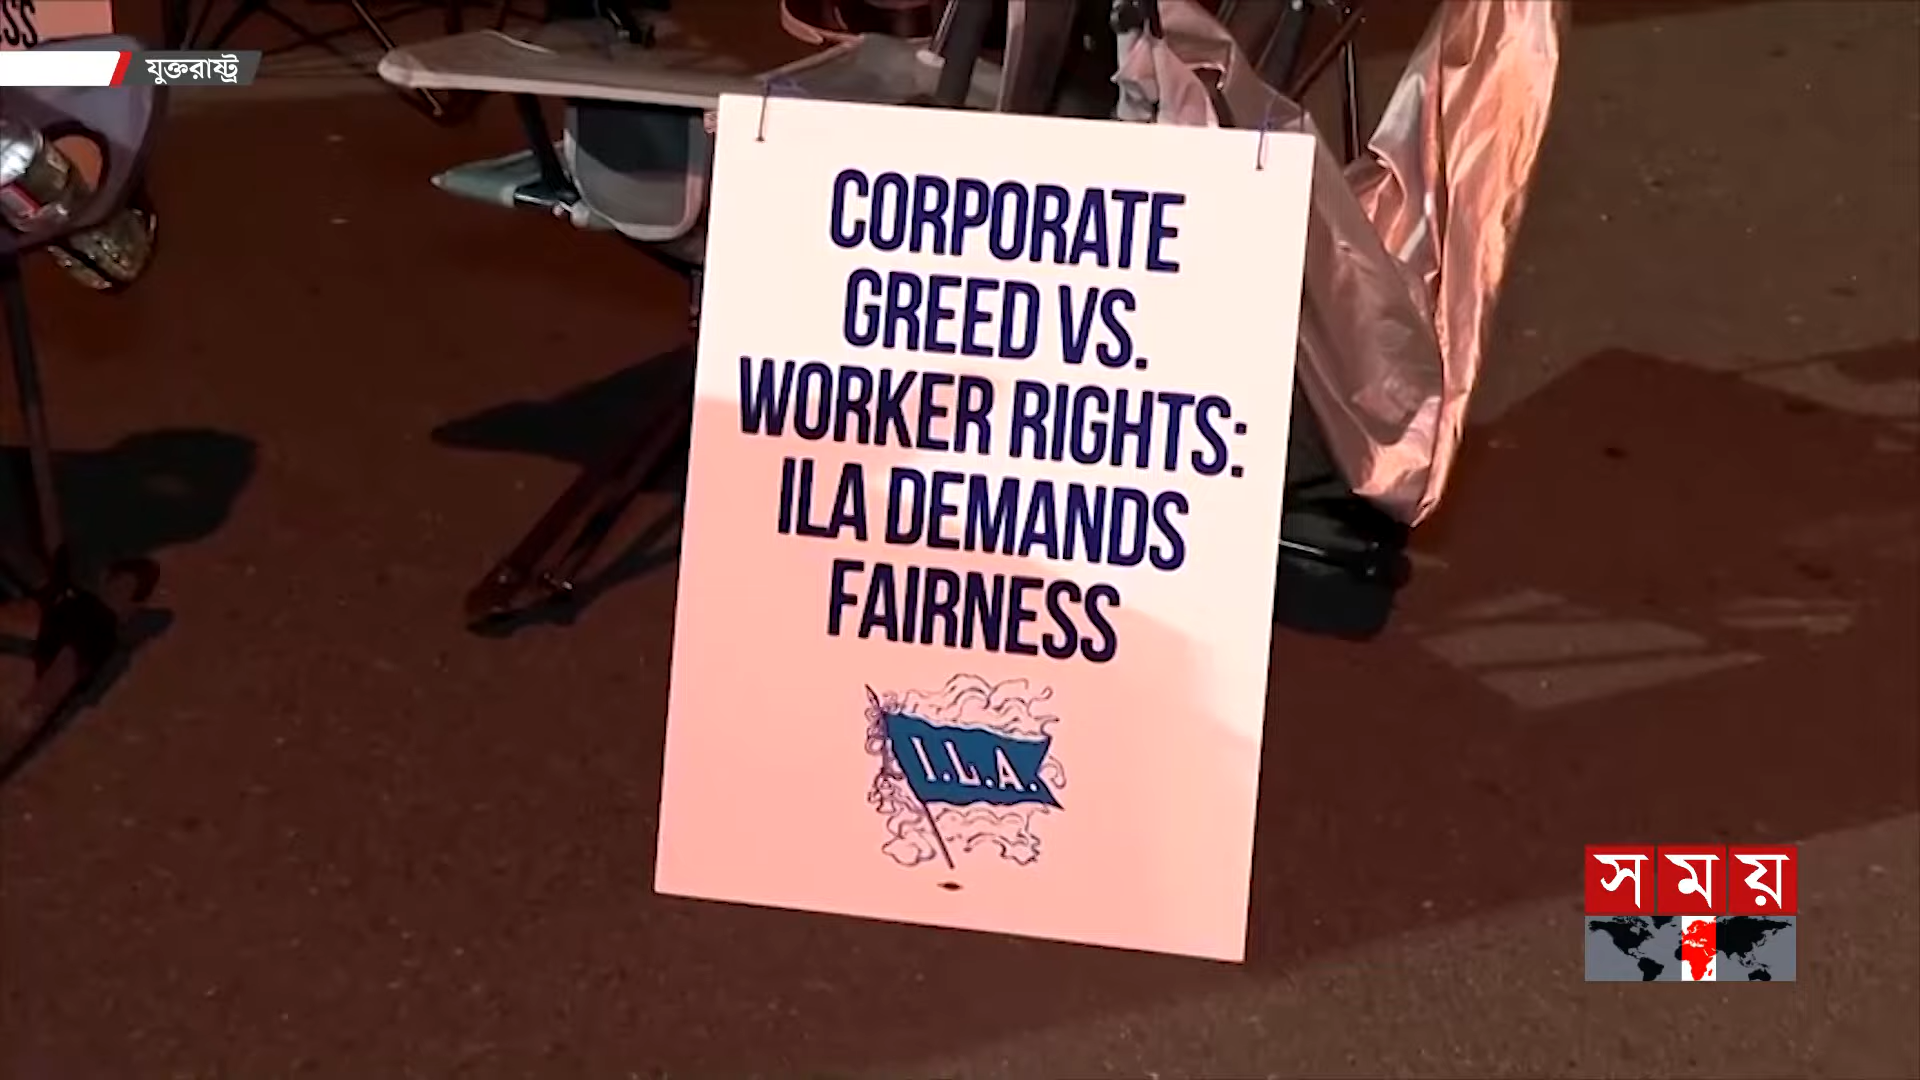 যুক্তরাষ্ট্র
CORPORATE
GREED VS.
WORKER RIGHTS:
ILA DEMANDS
FAIRNESS
I.L.A.
সময়